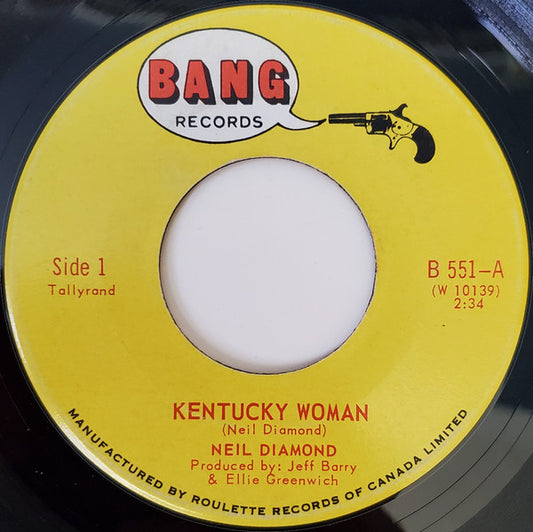 BANG
RECORDS
Side 1
Tallyrand
B 551-A
(W 10139)
2:34
KENTUCKY WOMAN
(Neil Diamond)
NEIL DIAMOND
Produced by: Jeff Barry
& Ellie Greenwich
MANUFACTURED BY ROULETTE RECORDS OF CANADA LIMITED